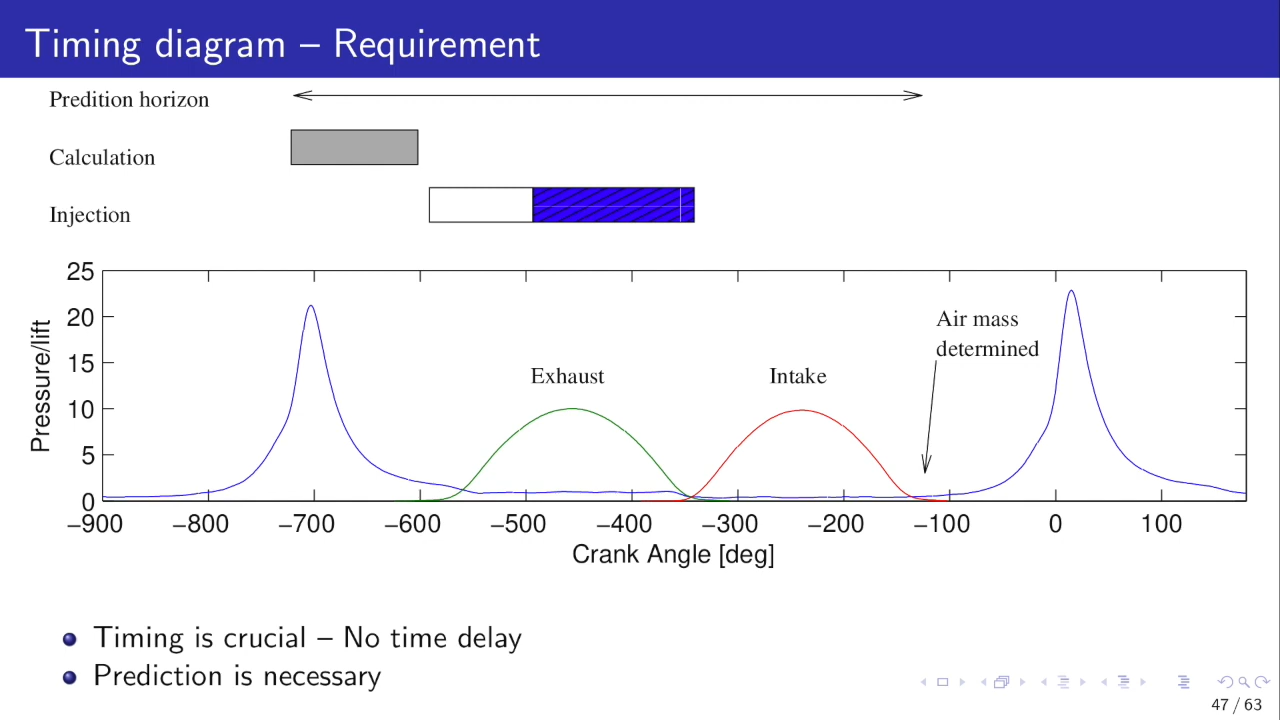 Timing diagram – Requirement
Predition horizon
Calculation
Injection
25
20
15
10
5
0
Pressure/lift
Exhaust
Intake
Air mass
determined
−900 −800 −700 −600 −500 −400 −300 −200 −100 0 100
Crank Angle [deg]
Timing is crucial – No time delay
Prediction is necessary
47 / 63